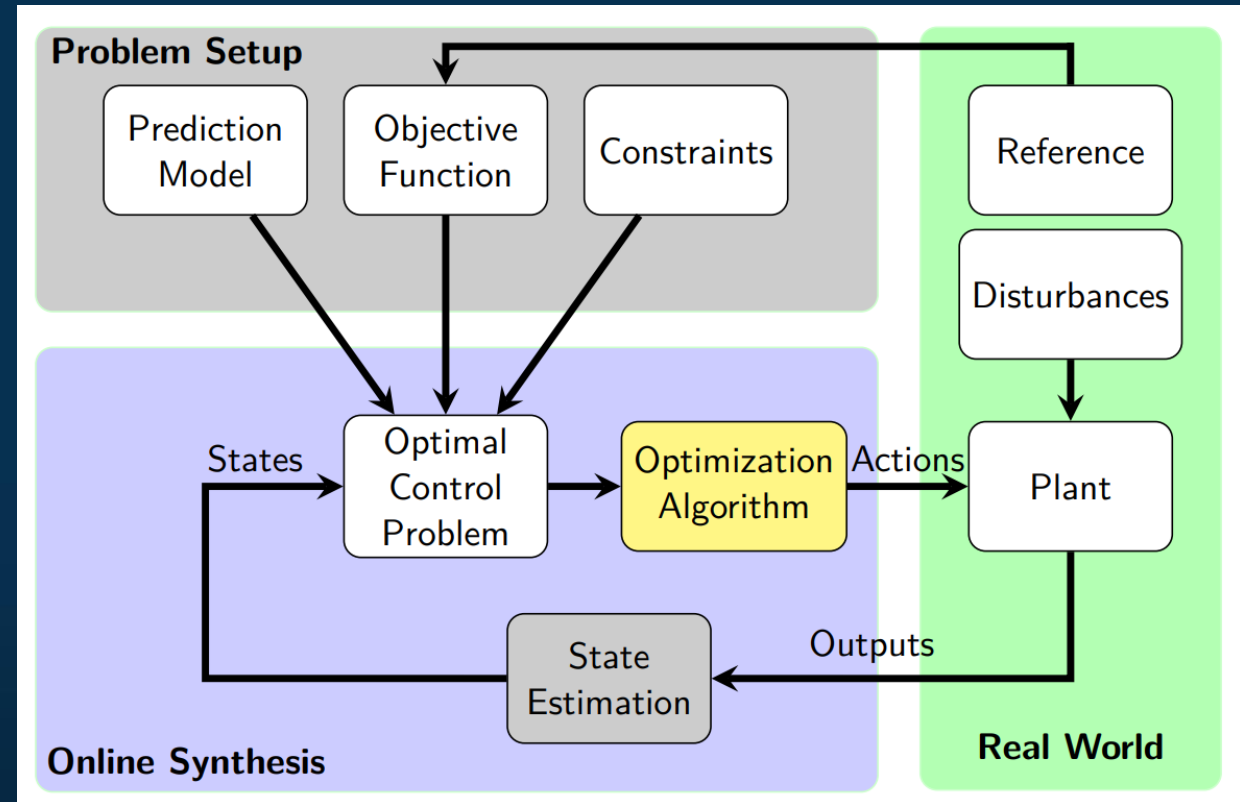 Problem Setup
Prediction
Model
Objective
Function
Constraints
Reference
Disturbances
States
Optimal
Control
Problem
Optimization
Algorithm
Actions
Plant
State
Estimation
Outputs
Online Synthesis
Real World